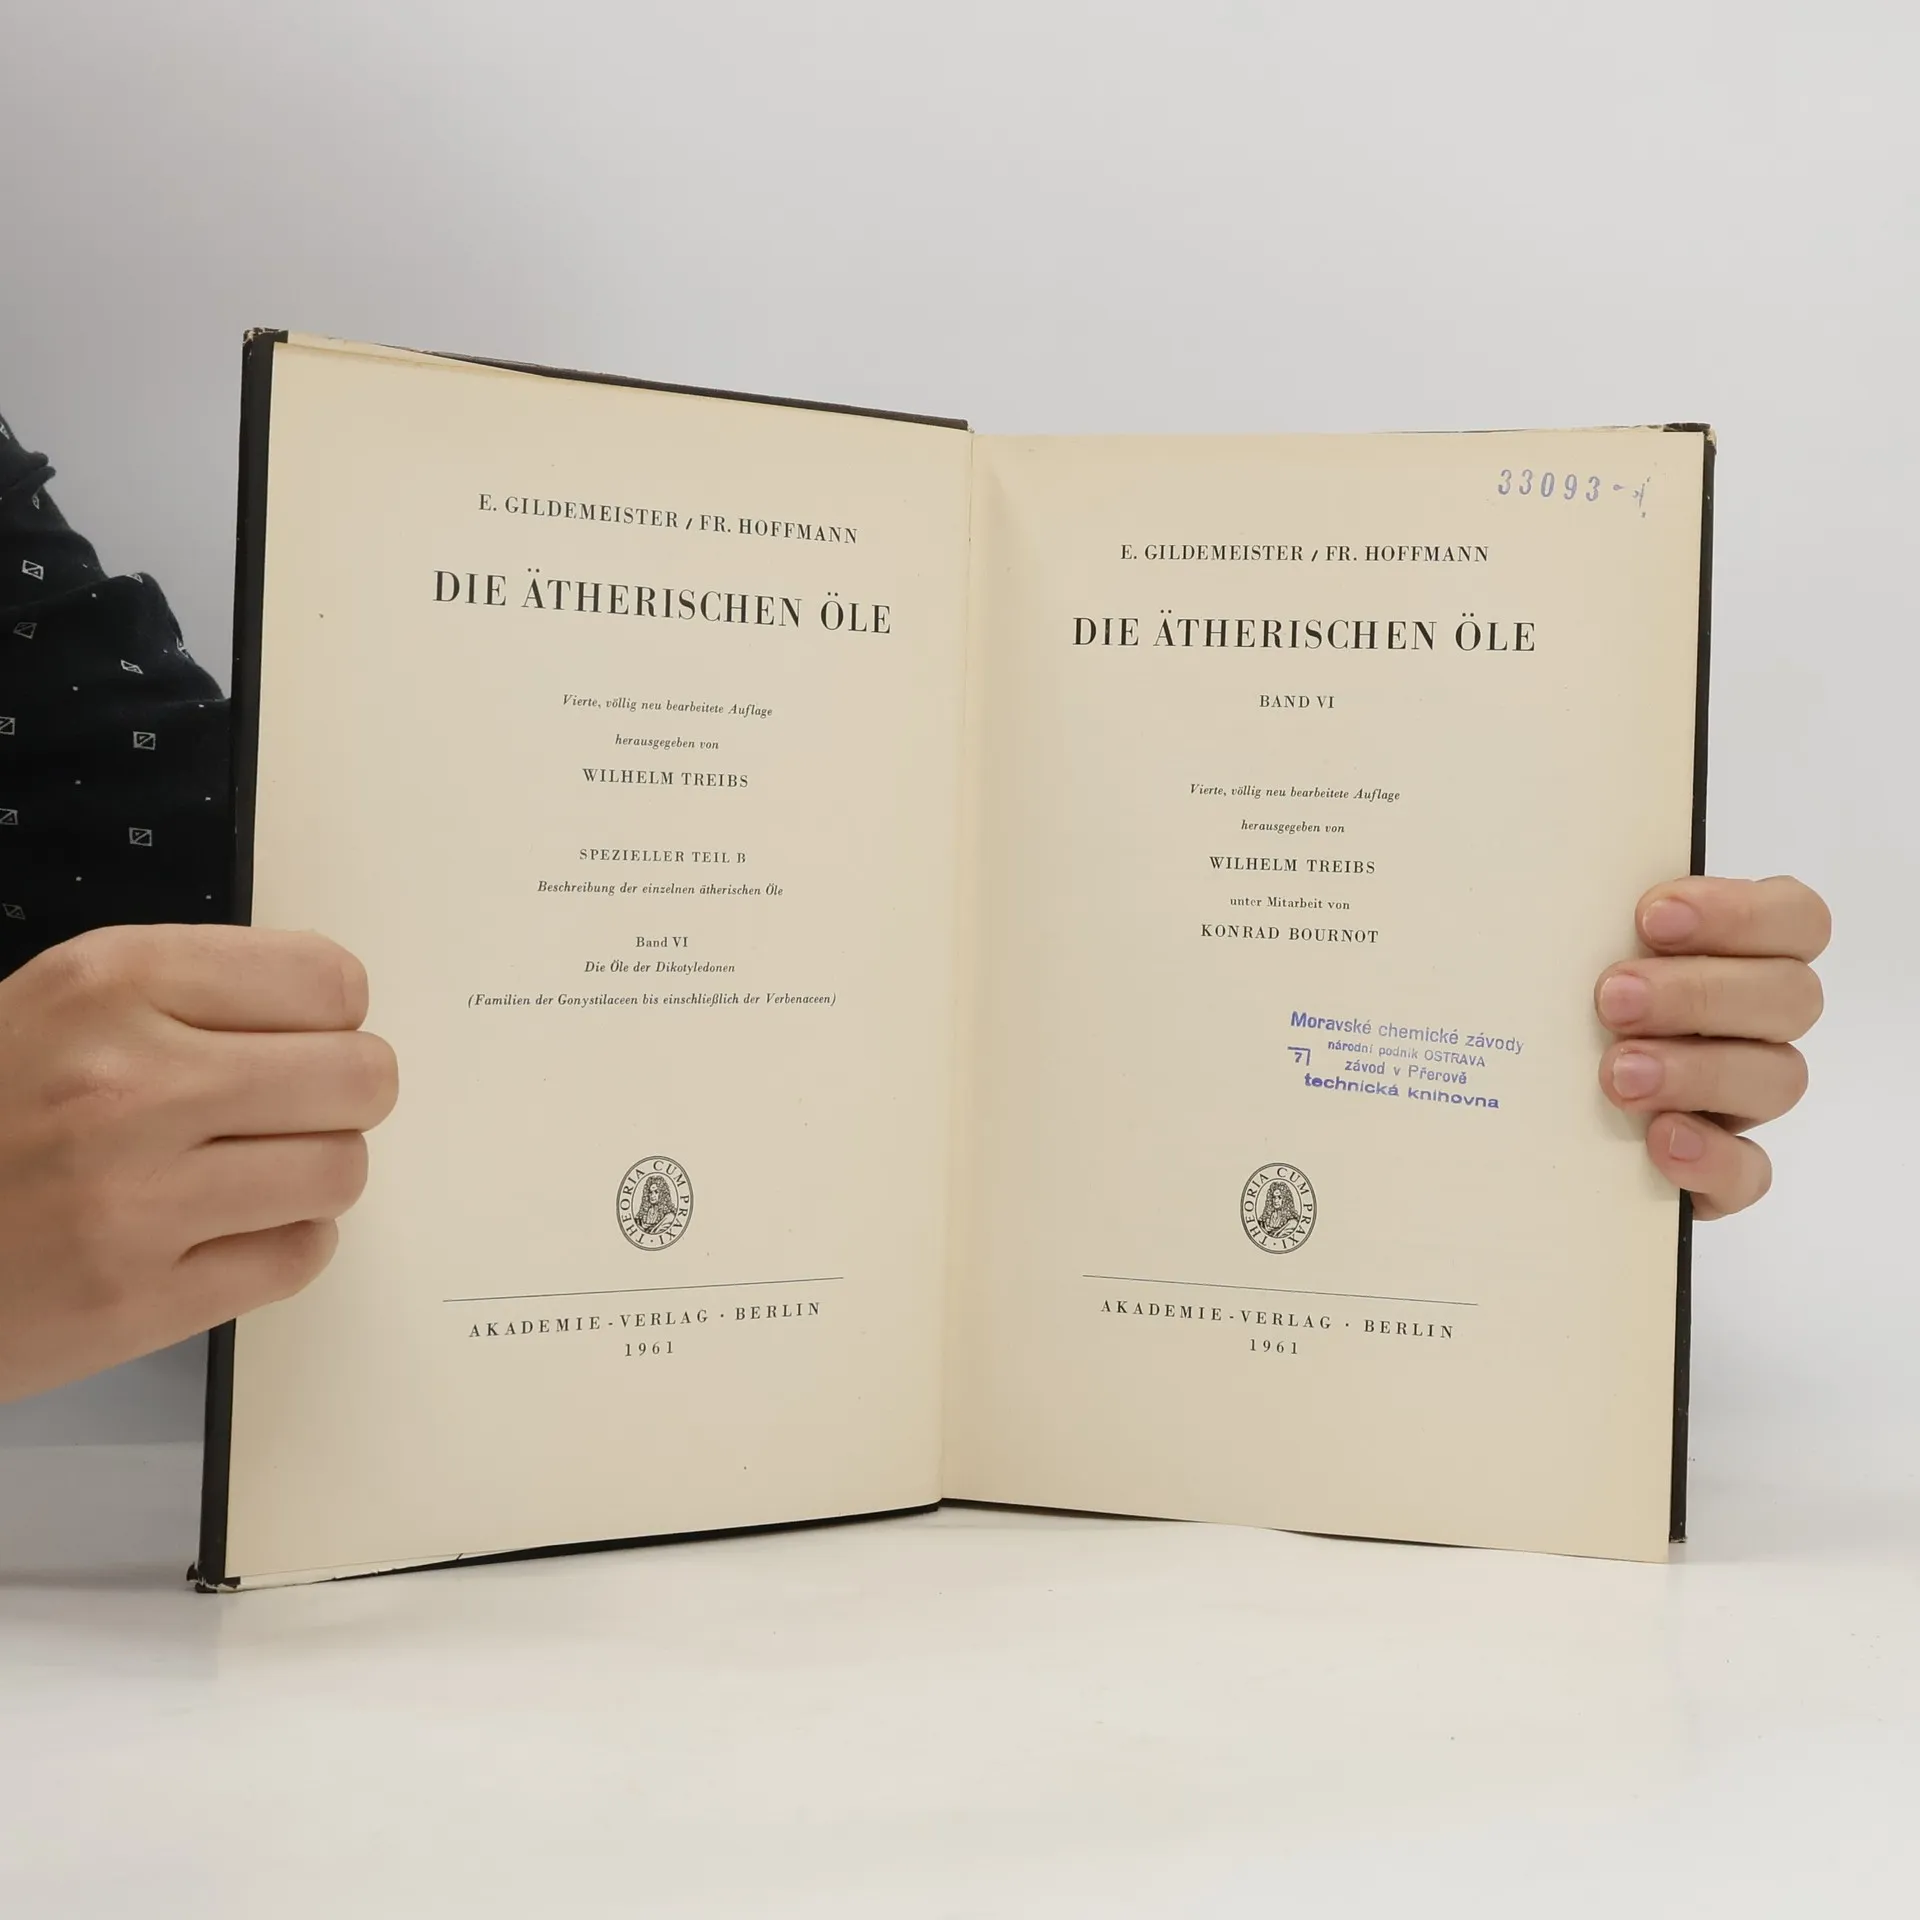 E. GILDEMEISTER / FR. HOFFMANN
DIE ÄTHERISCHEN ÖLE
Vierte, völlig neu bearbeitete Auflage
herausgegeben von
WILHELM TREIBS
SPEZIELLER TEIL B
Beschreibung der einzelnen ätherischen Öle
Band VI
Die Öle der Dikotyledonen
(Familien der Gonystilaceen bis einschließlich der Verbenaceen)
THEORIA CUM PRAXI
AKADEMIE-VERLAG · BERLIN
1961
33093
E. GILDEMEISTER / FR. HOFFMANN
DIE ÄTHERISCHEN ÖLE
BAND VI
Vierte, völlig neu bearbeitete Auflage
herausgegeben von
WILHELM TREIBS
unter Mitarbeit von
KONRAD BOURNOT
Moravské chemické závody
národní podnik OSTRAVA
7 závod v Přerově
technická knihovna
THEORIA CUM PRAXI
AKADEMIE-VERLAG · BERLIN
1961